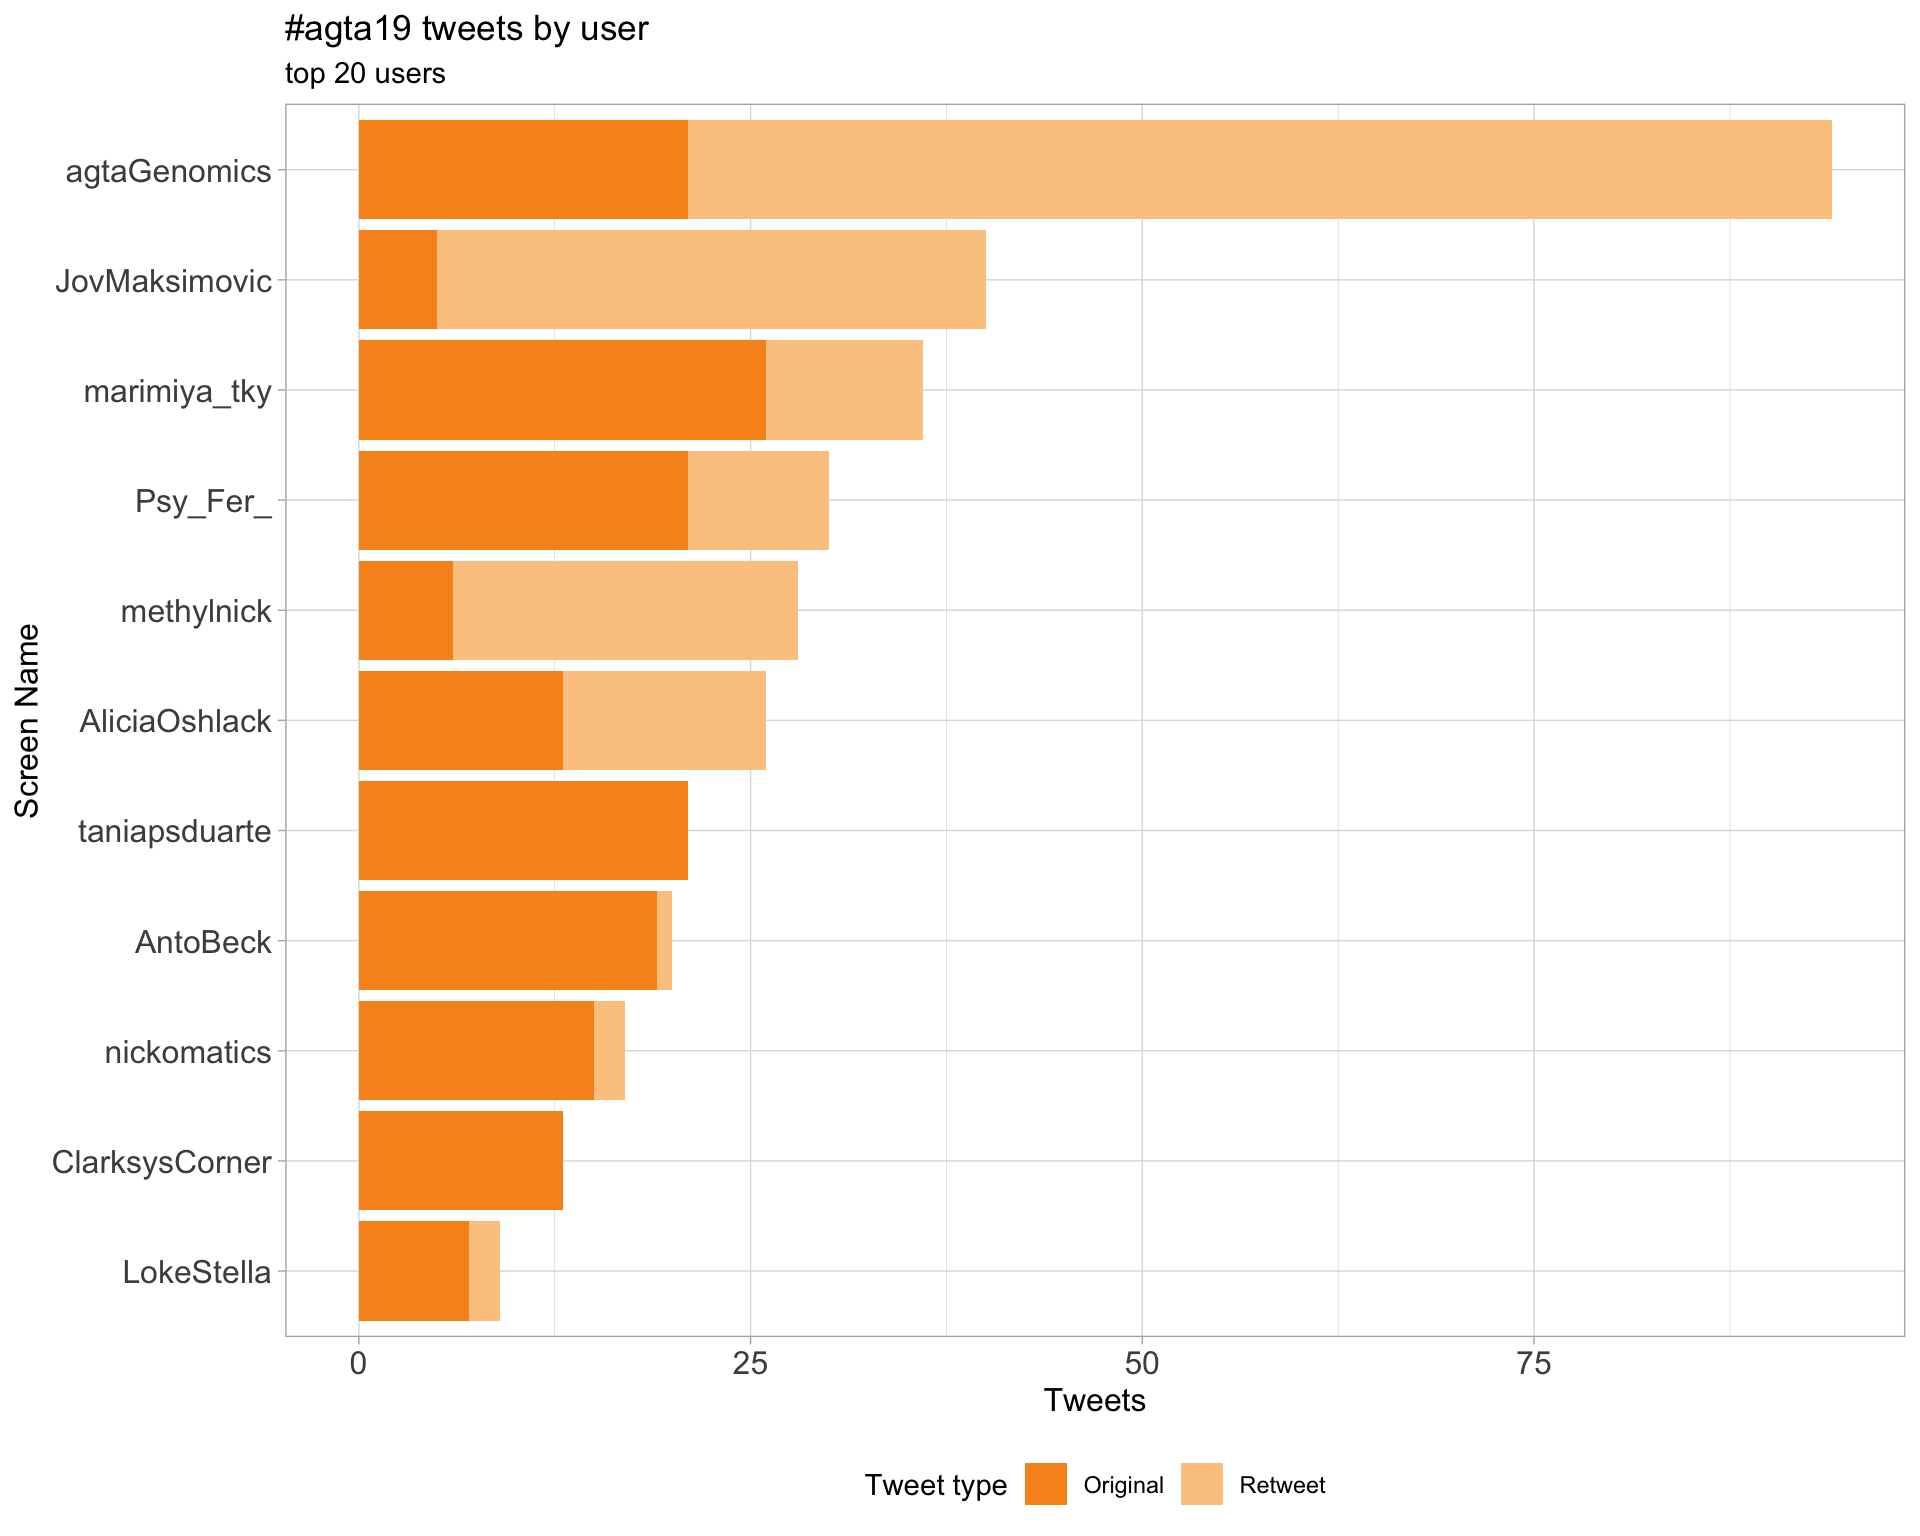 #agta19 tweets by user
top 20 users
Screen Name
agtaGenomics
JovMaksimovic
marimiya_tky
Psy_Fer_
methylnick
AliciaOshlack
taniapsduarte
AntoBeck
nickomatics
ClarksysCorner
LokeStella
0 25 50 75
Tweets
Tweet type Original Retweet